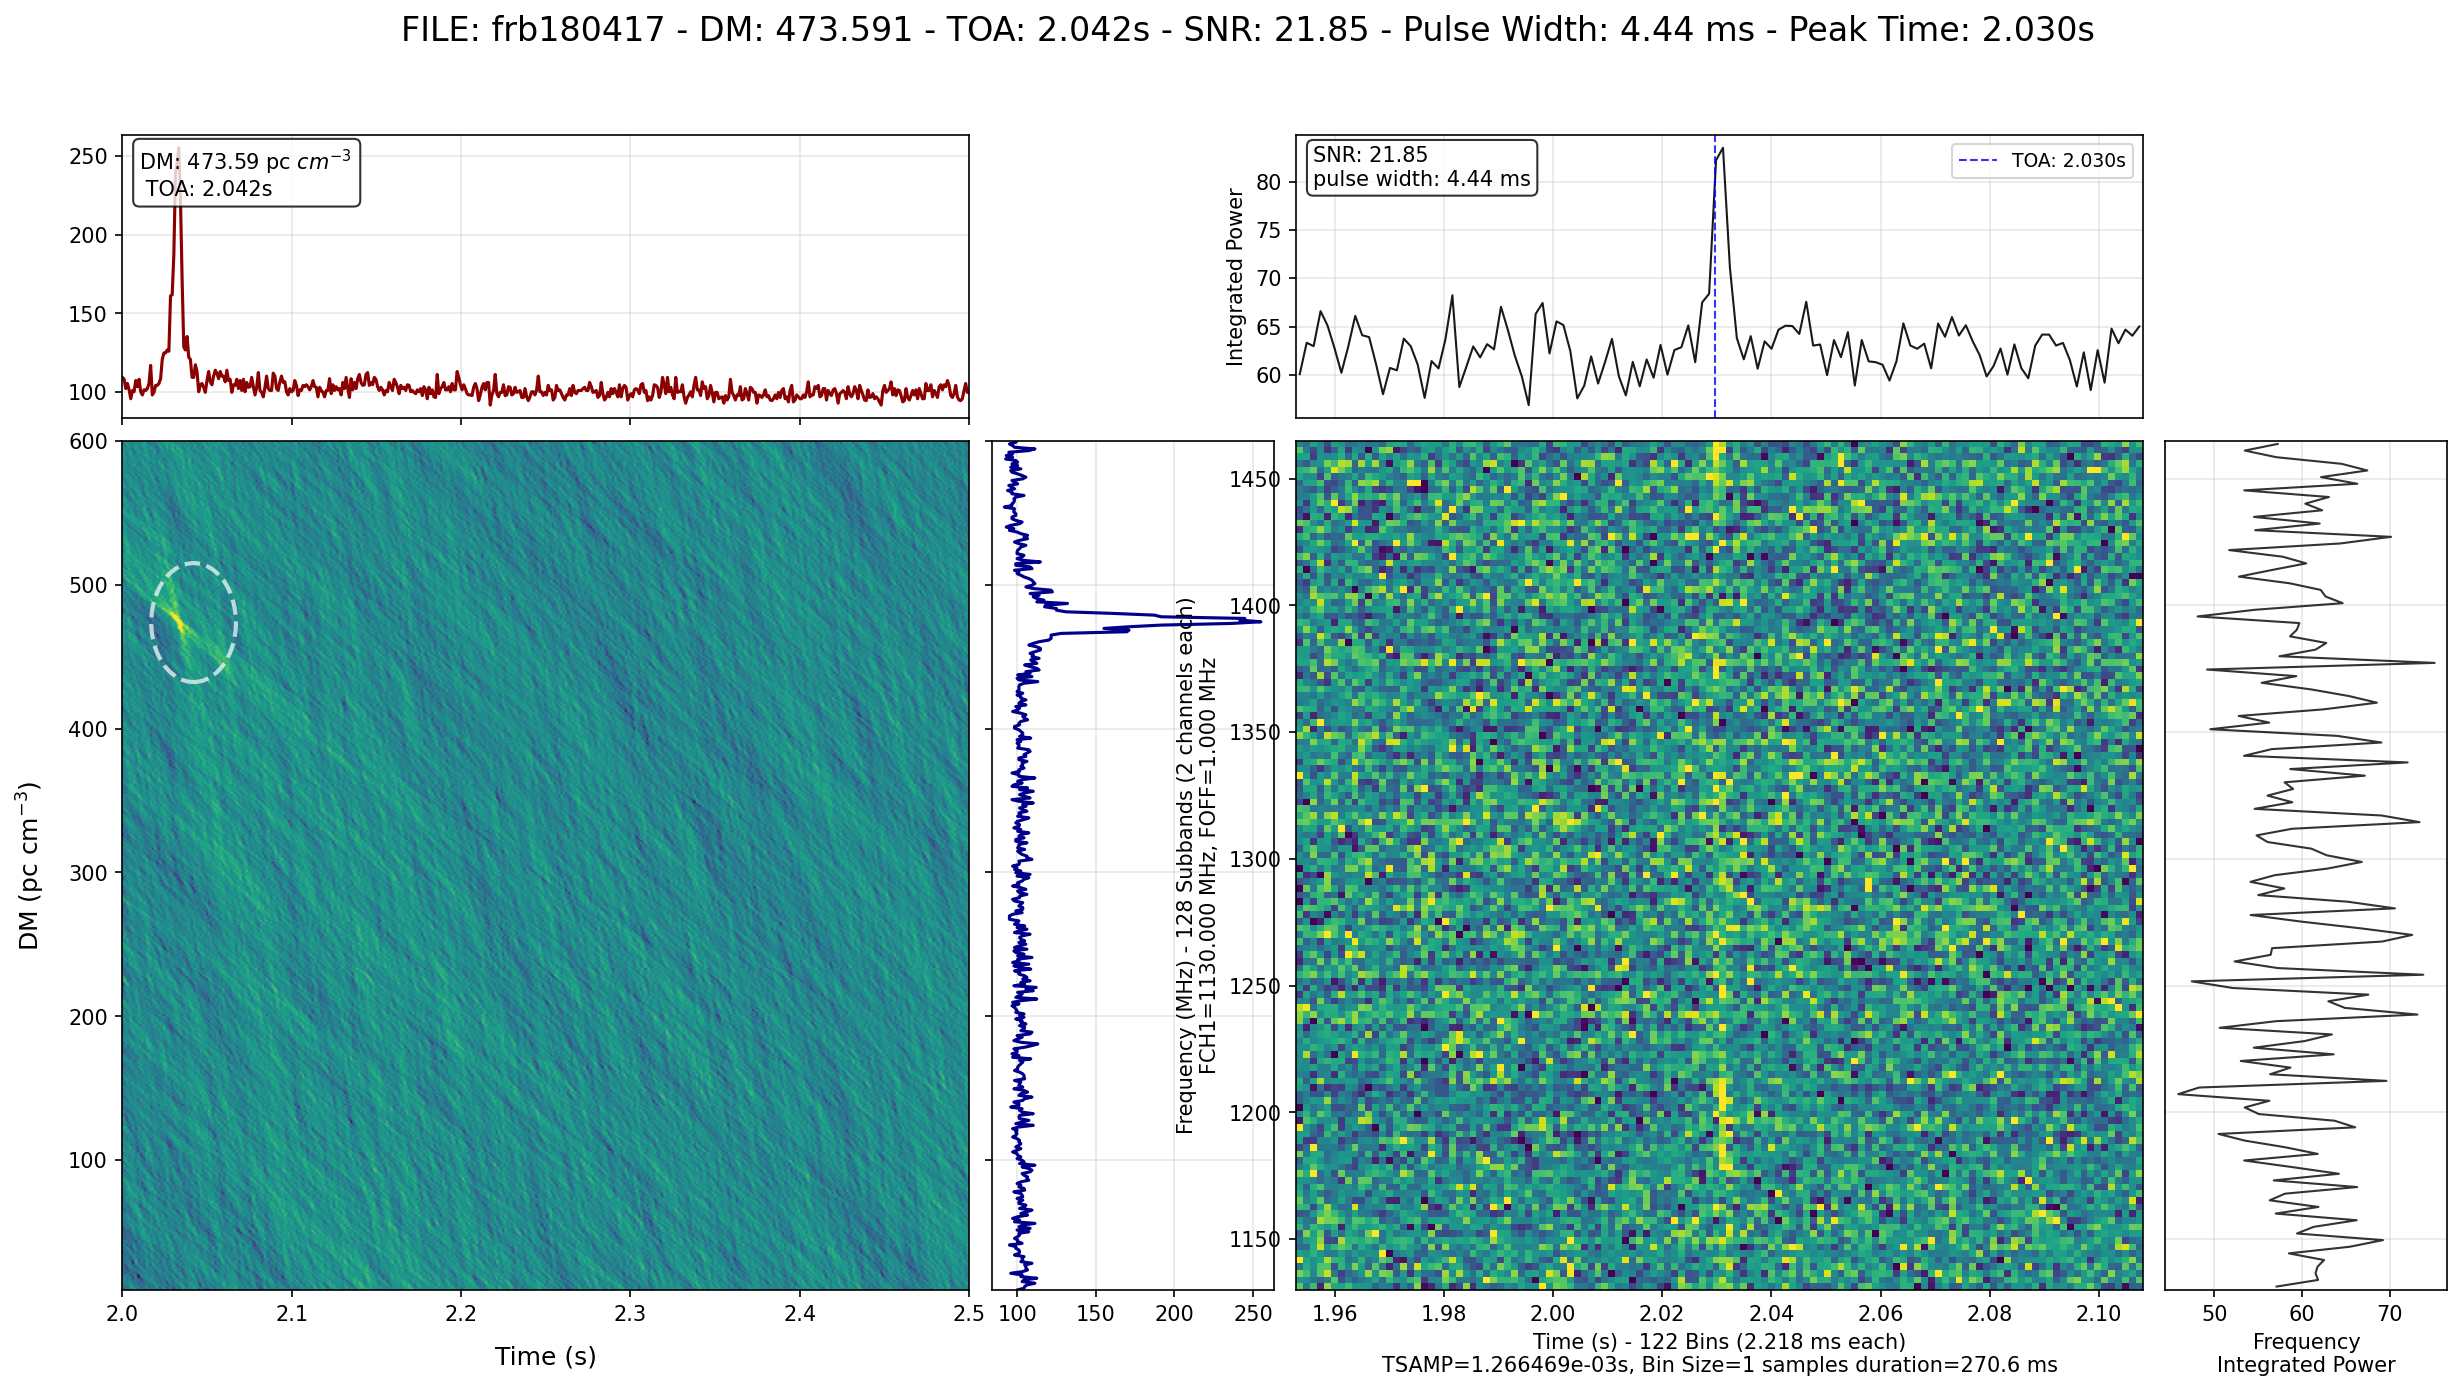 FILE: frb180417 - DM: 473.591 - TOA: 2.042s - SNR: 21.85 - Pulse Width: 4.44 ms - Peak Time: 2.030s
DM: 473.59 pc cm⁻³
TOA: 2.042s
250
200
150
100
SNR: 21.85
pulse width: 4.44 ms
TOA: 2.030s
Integrated Power
80
75
70
65
60
600
500
400
300
200
100
DM (pc cm⁻³)
2.0
2.1
2.2
2.3
2.4
2.5
Time (s)
100
150
200
250
Frequency (MHz) - 128 Subbands (2 channels each)
FCH1=1130.000 MHz, FOFF=1.000 MHz
1450
1400
1350
1300
1250
1200
1150
1.96
1.98
2.00
2.02
2.04
2.06
2.08
2.10
Time (s) - 122 Bins (2.218 ms each)
TSAMP=1.266469e-03s, Bin Size=1 samples duration=270.6 ms
50
60
70
Frequency
Integrated Power